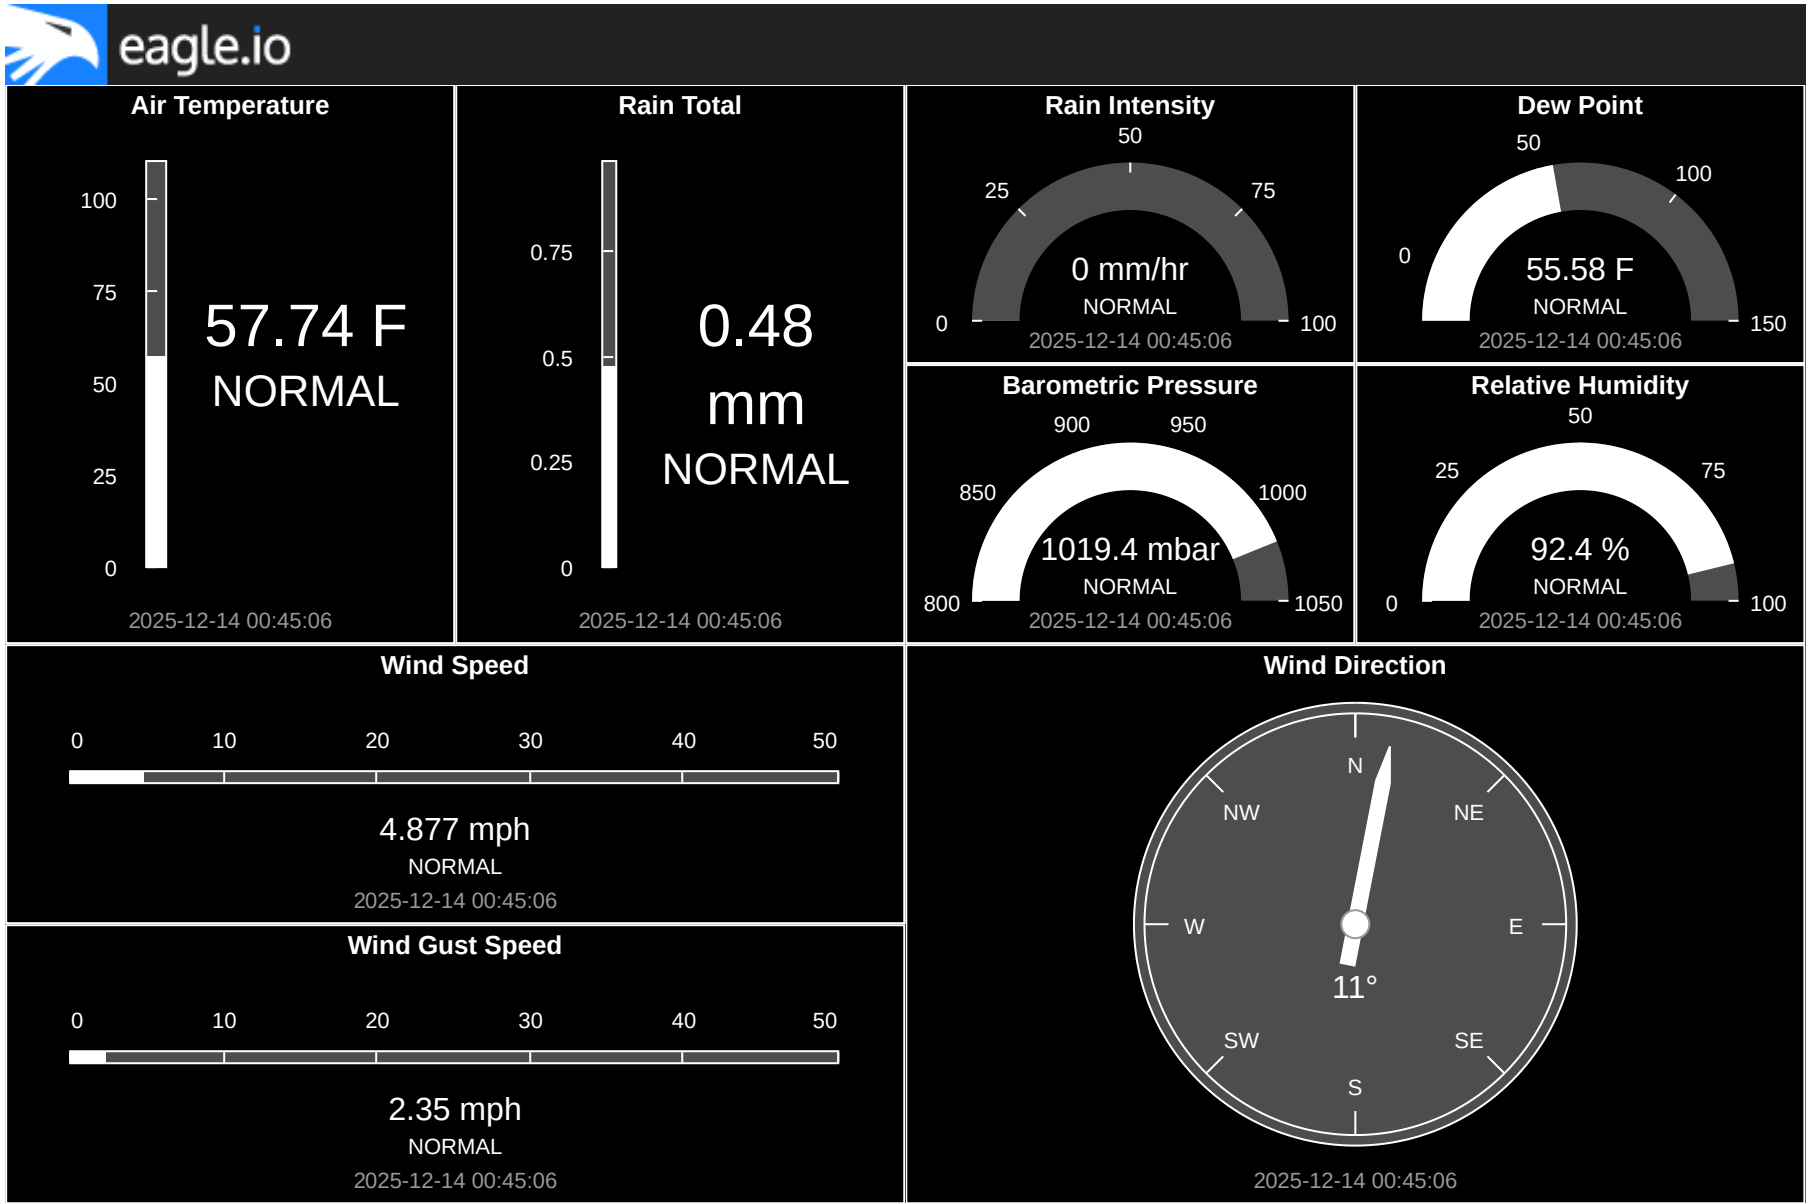 eagle.io
Air Temperature
100
75
50
25
0
57.74 F
NORMAL
2025-12-14 00:45:06
Rain Total
0.75
0.5
0.25
0
0.48
mm
NORMAL
2025-12-14 00:45:06
Rain Intensity
0
25
50
75
100
0 mm/hr
NORMAL
2025-12-14 00:45:06
Dew Point
0
50
100
150
55.58 F
NORMAL
2025-12-14 00:45:06
Barometric Pressure
800
850
900
950
1000
1050
1019.4 mbar
NORMAL
2025-12-14 00:45:06
Relative Humidity
0
25
50
75
100
92.4 %
NORMAL
2025-12-14 00:45:06
Wind Speed
0 10 20 30 40 50
4.877 mph
NORMAL
2025-12-14 00:45:06
Wind Gust Speed
0 10 20 30 40 50
2.35 mph
NORMAL
2025-12-14 00:45:06
Wind Direction
N
NW NE
W E
11°
SW SE
S
2025-12-14 00:45:06